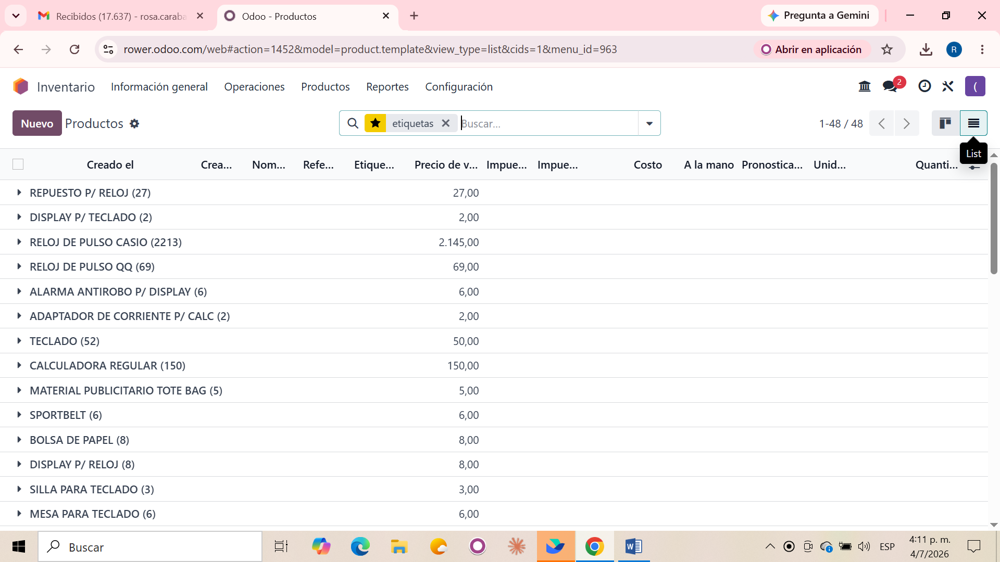 Recibidos (17.637) - rosa.caraba
Odoo - Productos
Pregunta a Gemini
rower.odoo.com/web#action=1452&model=product.template&view_type=list&cids=1&menu_id=963
Abrir en aplicación
R
Inventario
Información general
Operaciones
Productos
Reportes
Configuración
2
(
Nuevo
Productos
etiquetas
Buscar...
1-48 / 48
List
Creado el
Crea...
Nom...
Refe...
Etique...
Precio de v...
Impue...
Impue...
Costo
A la mano
Pronostica...
Unid...
Quanti...
REPUESTO P/ RELOJ (27) 27,00
DISPLAY P/ TECLADO (2) 2,00
RELOJ DE PULSO CASIO (2213) 2.145,00
RELOJ DE PULSO QQ (69) 69,00
ALARMA ANTIROBO P/ DISPLAY (6) 6,00
ADAPTADOR DE CORRIENTE P/ CALC (2) 2,00
TECLADO (52) 50,00
CALCULADORA REGULAR (150) 150,00
MATERIAL PUBLICITARIO TOTE BAG (5) 5,00
SPORTBELT (6) 6,00
BOLSA DE PAPEL (8) 8,00
DISPLAY P/ RELOJ (8) 8,00
SILLA PARA TECLADO (3) 3,00
MESA PARA TECLADO (6) 6,00
Buscar
ESP
4:11 p. m.
4/7/2026